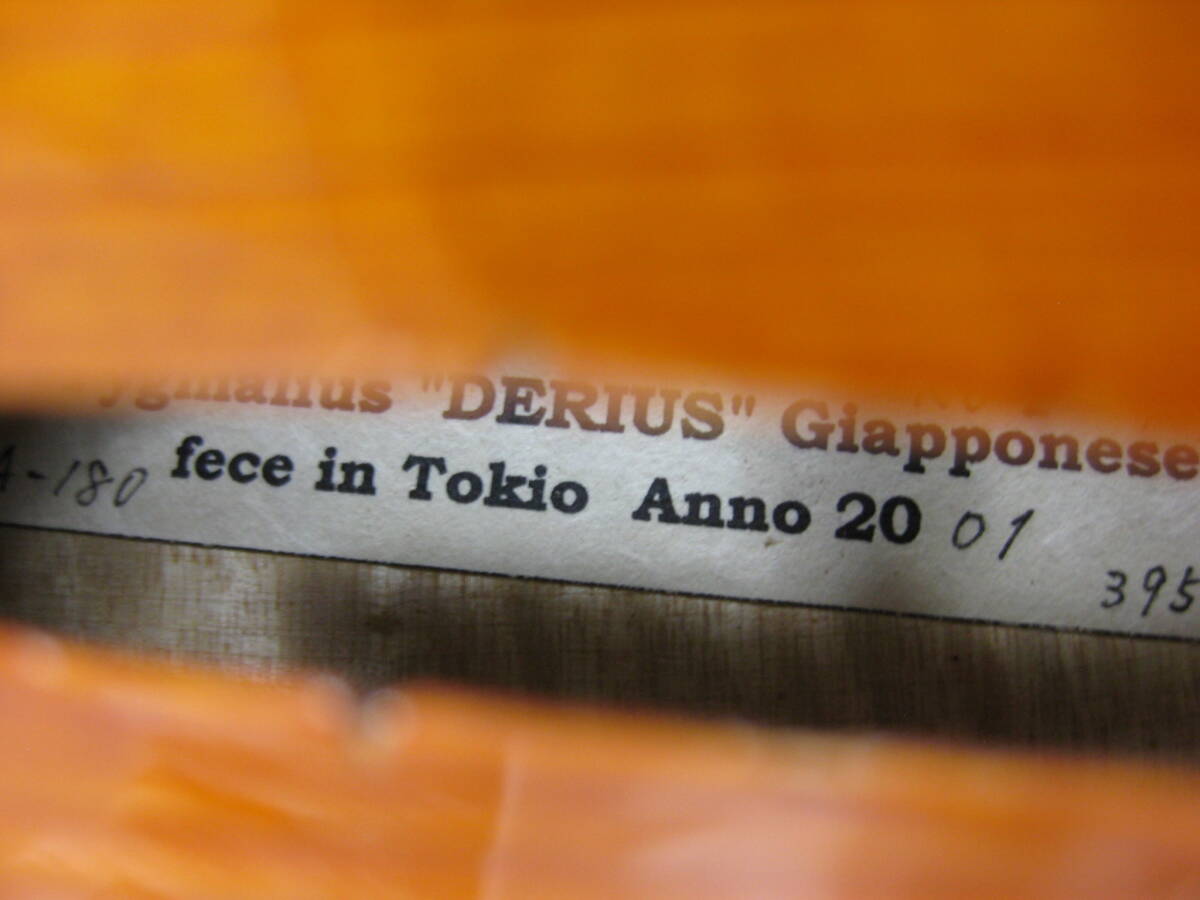 "DERIUS" Giapponese
fece in Tokio Anno 20 01
-180
395